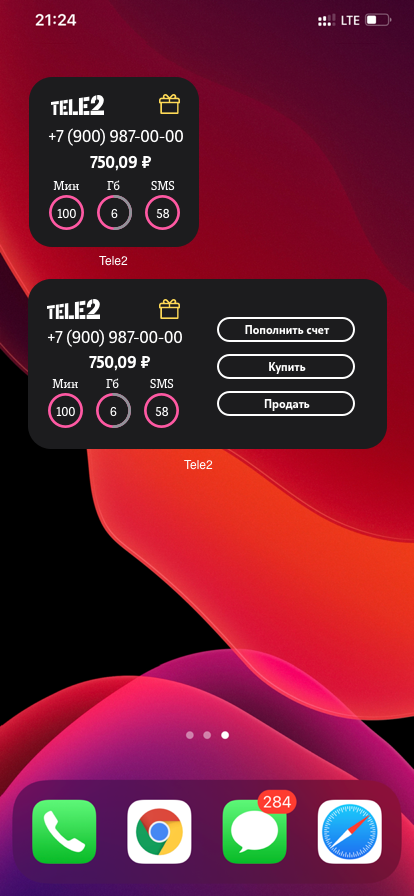 21:24
LTE
TELE2
+7 (900) 987-00-00
750,09 ₽
Мин Гб SMS
100 6 58
Tele2
TELE2
+7 (900) 987-00-00
750,09 ₽
Мин Гб SMS
100 6 58
Пополнить счет
Купить
Продать
Tele2
284